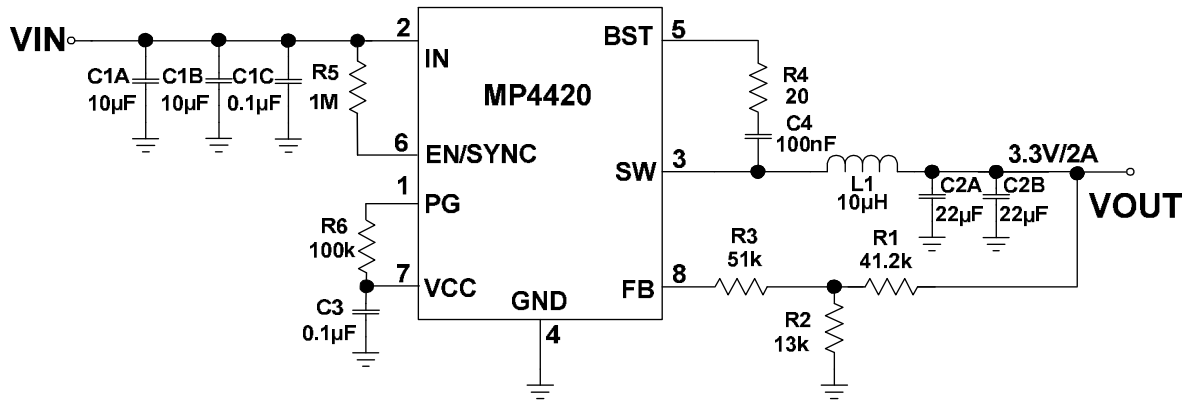 VIN
C1A
10µF
C1B
10µF
C1C
0.1µF
R5
1M
2
IN
6
EN/SYNC
1
PG
R6
100k
7
VCC
C3
0.1µF
MP4420
GND
4
BST
5
R4
20
C4
100nF
SW
3
L1
10µH
3.3V/2A
C2A
22µF
C2B
22µF
VOUT
FB
8
R3
51k
R1
41.2k
R2
13k